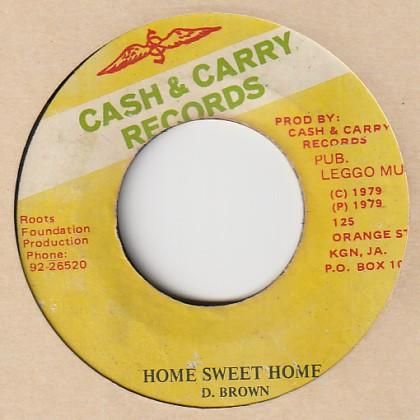 CASH & CARRY
RECORDS
PROD BY:
CASH & CARRY
RECORDS
PUB.
LEGGO MU
(C) 1979
(P) 1979
125
ORANGE ST
KGN, JA.
P.O. BOX 10
Roots
Foundation
Production
Phone:
92-26520
HOME SWEET HOME
D. BROWN